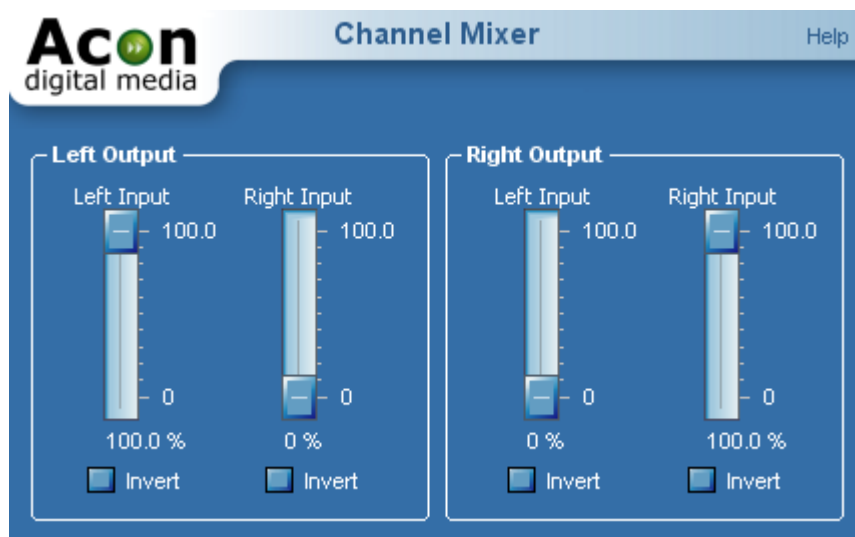 Acon
digital media
Channel Mixer
Help
Left Output
Left Input
Right Input
100.0
100.0
0
0
100.0 %
0 %
Invert
Invert
Right Output
Left Input
Right Input
100.0
100.0
0
0
0 %
100.0 %
Invert
Invert